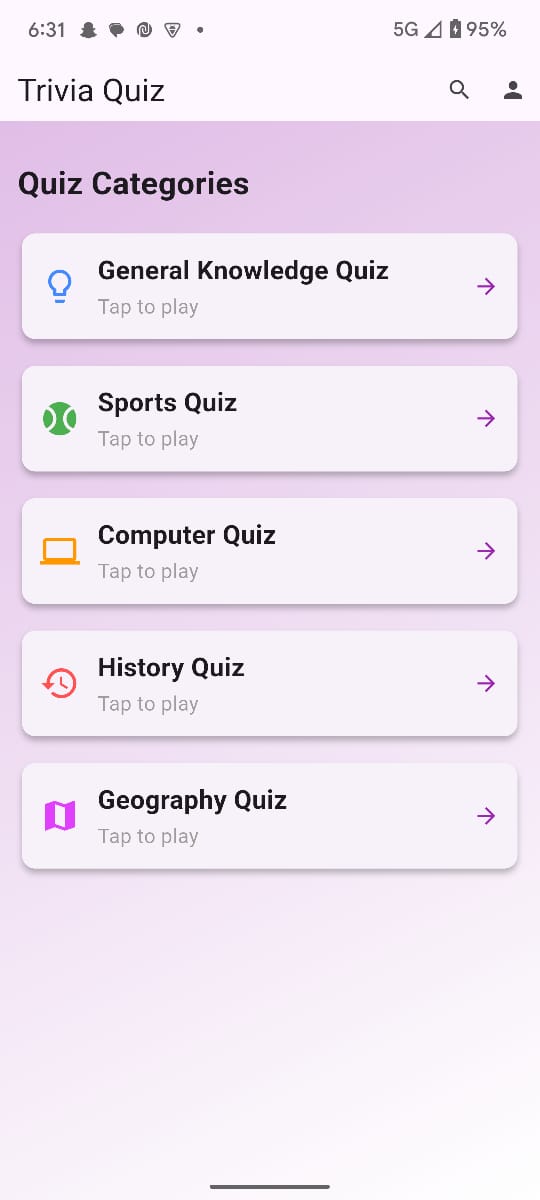 6:31 5G 95%
Trivia Quiz
Quiz Categories
General Knowledge Quiz
Tap to play
Sports Quiz
Tap to play
Computer Quiz
Tap to play
History Quiz
Tap to play
Geography Quiz
Tap to play